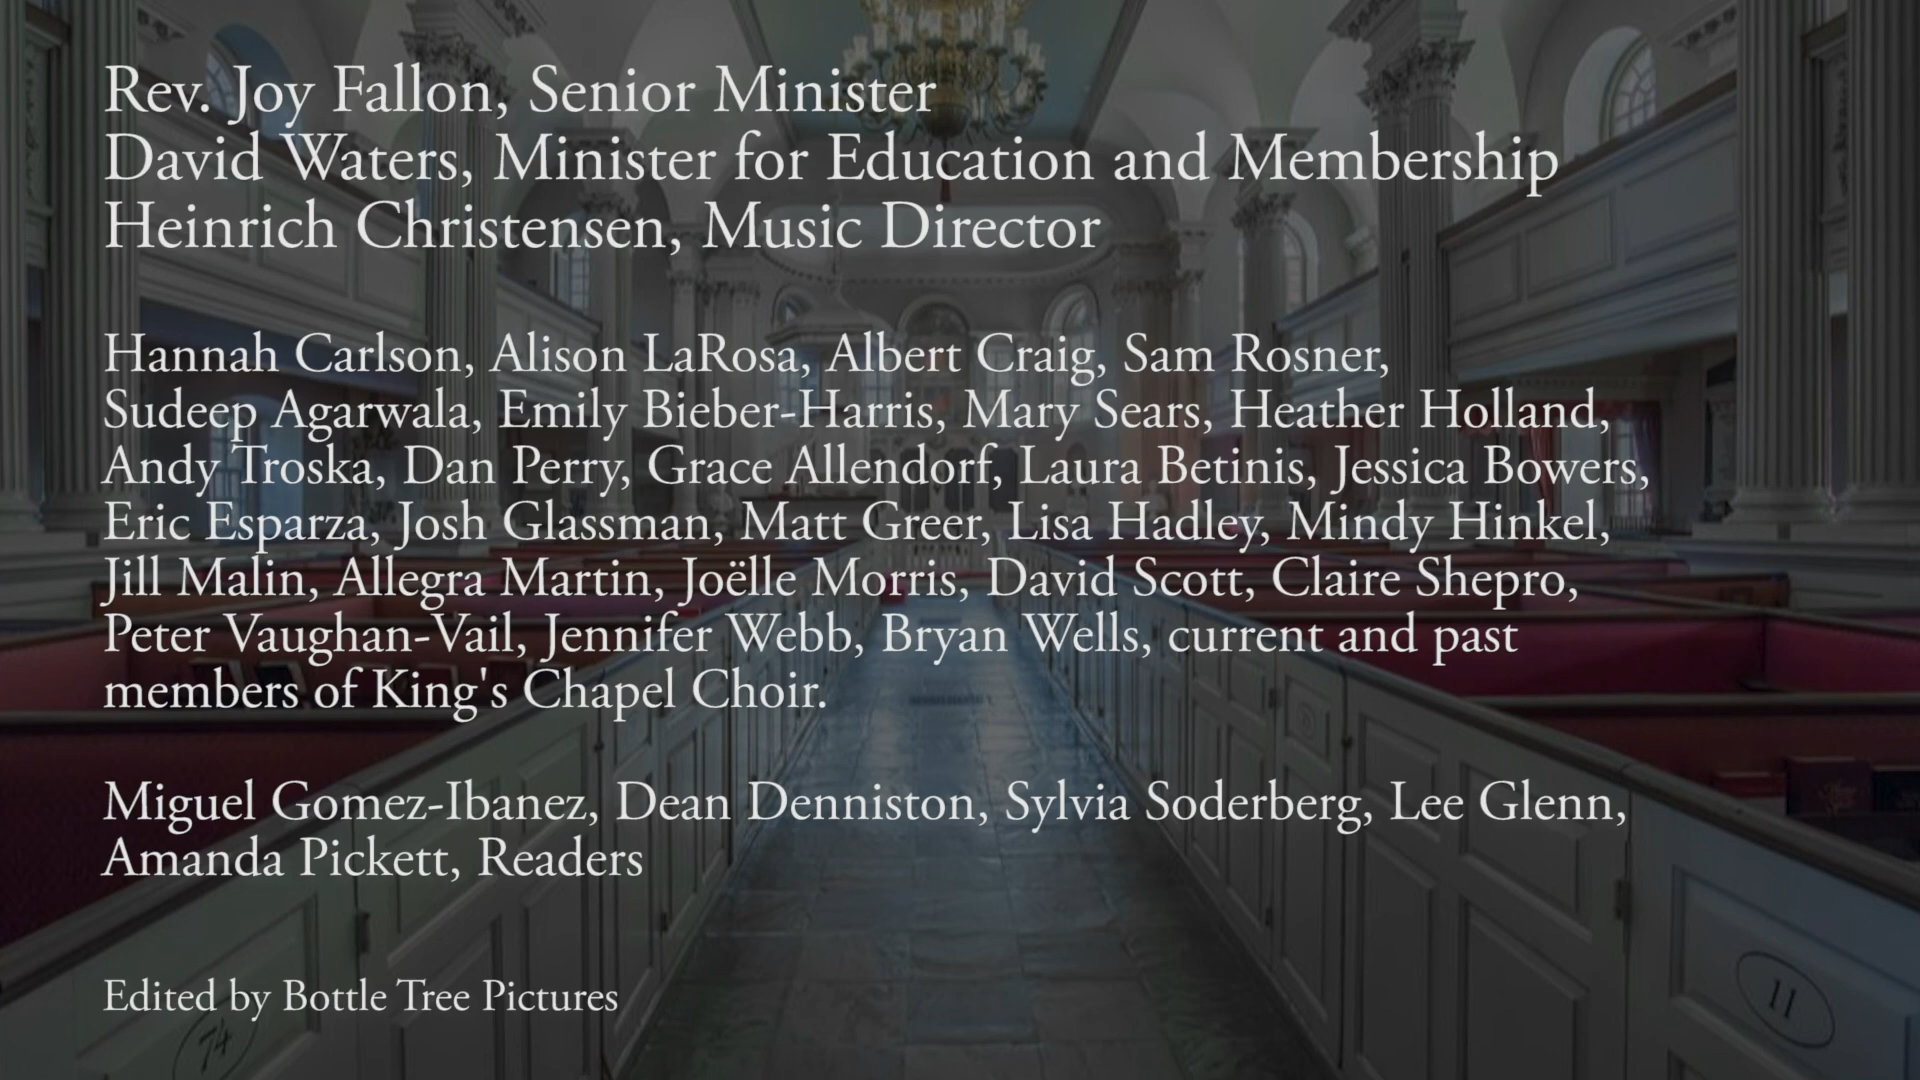 Rev. Joy Fallon, Senior Minister
David Waters, Minister for Education and Membership
Heinrich Christensen, Music Director
Hannah Carlson, Alison LaRosa, Albert Craig, Sam Rosner,
Sudeep Agarwala, Emily Bieber-Harris, Mary Sears, Heather Holland,
Andy Troska, Dan Perry, Grace Allendorf, Laura Betinis, Jessica Bowers,
Eric Esparza, Josh Glassman, Matt Greer, Lisa Hadley, Mindy Hinkel,
Jill Malin, Allegra Martin, Joëlle Morris, David Scott, Claire Shepro,
Peter Vaughan-Vail, Jennifer Webb, Bryan Wells, current and past
members of King's Chapel Choir.
Miguel Gomez-Ibanez, Dean Denniston, Sylvia Soderberg, Lee Glenn,
Amanda Pickett, Readers
Edited by Bottle Tree Pictures
74
11